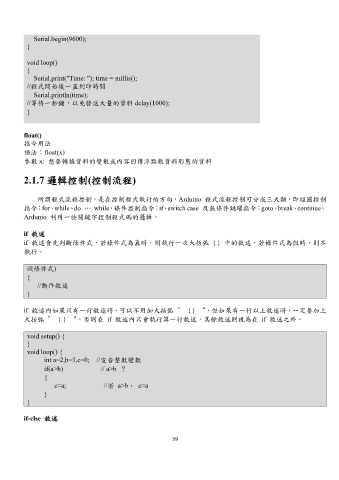 Serial.begin(9600);
}
void loop()
{
Serial.print("Time: "); time = millis();
//程式開始後一直列印時間
Serial.println(time);
//等待一秒鐘，以免發送大量的資料 delay(1000);
}
float()
指令用法
語法：float(x)
參數 x: 想要轉換資料的變數或內容回傳浮點數資料形態的資料
2.1.7 邏輯控制(控制流程)
所謂程式流程控制，是在控制程式執行的方向，Arduino 程式流程控制可分成三大類，即迴圈控制
指令：for、while、do … while，條件控制指令：if、switch case 及無條件跳躍指令：goto、break、continue。
Arduino 利用一些關鍵字控制程式碼的邏輯。
if 敘述
if 敘述會先判斷條件式，若條件式為真時，則執行一次大括弧 { } 中的敘述，若條件式為假時，則不
執行。
if(條件式)
{
//動作敘述
}
if 敘述內如果只有一行敘述時，可以不用加大括弧 " { } "，但如果有一行以上敘述時，一定要加上
大括弧 " { } "，否則在 if 敘述內只會執行第一行敘述，其餘敘述則視為在 if 敘述之外。
void setup() {
}
void loop() {
int a=2,b=3,c=0; //宣告整數變數
if(a>b) // a>b ？
{
c=a; //若 a>b， c=a
}
}
if-else 敘述
39